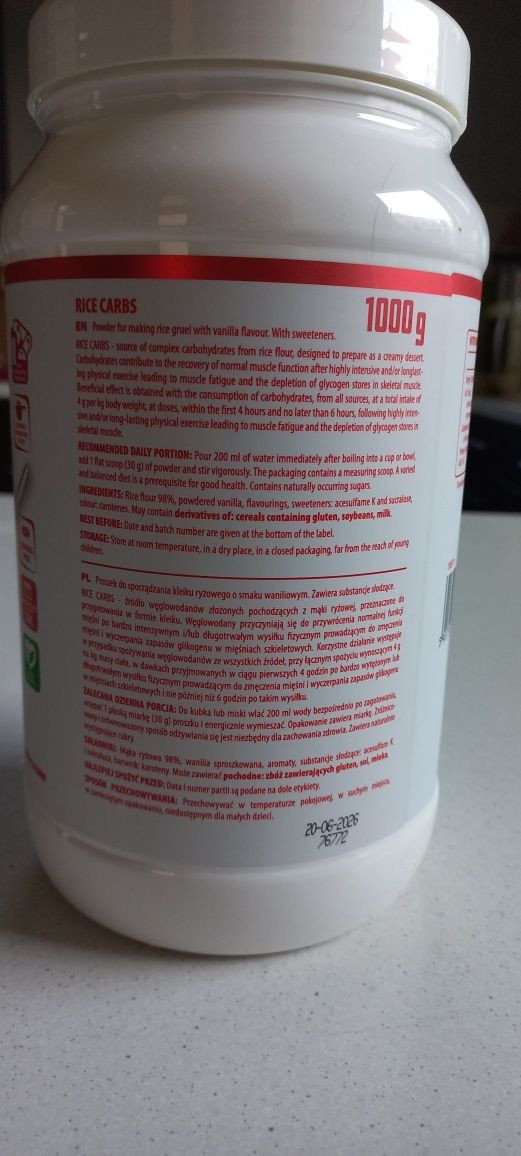 RICE CARBS
1000 g
EN Powder for making rice gruel with vanilla flavour. With sweeteners.
RICE CARBS - source of complex carbohydrates from rice flour, designed to prepare as a creamy dessert.
Carbohydrates contribute to the recovery of normal muscle function after highly intensive and/or longlast-
ing physical exercise leading to muscle fatigue and the depletion of glycogen stores in skeletal muscle.
Beneficial effect is obtained with the consumption of carbohydrates, from all sources, at a total intake of
4 g per kg body weight, at doses, within the first 4 hours and no later than 6 hours, following highly inten-
sive and/or long-lasting physical exercise leading to muscle fatigue and the depletion of glycogen stores in
skeletal muscle.
RECOMMENDED DAILY PORTION: Pour 200 ml of water immediately after boiling into a cup or bowl,
add 1 flat scoop (30 g) of powder and stir vigorously. The packaging contains a measuring scoop. A varied
and balanced diet is a prerequisite for good health. Contains naturally occurring sugars.
INGREDIENTS: Rice flour 98%, powdered vanilla, flavourings, sweeteners: acesulfame K and sucralose,
colour: carotenes. May contain derivatives of: cereals containing gluten, soybeans, milk.
BEST BEFORE: Date and batch number are given at the bottom of the label.
STORAGE: Store at room temperature, in a dry place, in a closed packaging, far from the reach of young
children.
PL Proszek do sporządzania kleiku ryżowego o smaku waniliowym. Zawiera substancje słodzące.
RICE CARBS - źródło węglowodanów złożonych pochodzących z mąki ryżowej, przeznaczone do
przygotowania w formie kleiku. Węglowodany przyczyniają się do przywrócenia normalnej funkcji
mięśni po bardzo intensywnym i/lub długotrwałym wysiłku fizycznym prowadzącym do zmęczenia
mięśni i wyczerpania zapasów glikogenu w mięśniach szkieletowych. Korzystne działanie występuje
w przypadku spożywania węglowodanów ze wszystkich źródeł, przy łącznym spożyciu wynoszącym 4 g
na kg masy ciała, w dawkach przyjmowanych w ciągu pierwszych 4 godzin po bardzo wytężonym lub
długotrwałym wysiłku fizycznym prowadzącym do zmęczenia mięśni i wyczerpania zapasów glikogenu
w mięśniach szkieletowych i nie później niż 6 godzin po takim wysiłku.
ZALECANA DZIENNA PORCJA: Do kubka lub miski wlać 200 ml wody bezpośrednio po zagotowaniu,
wsypać 1 płaską miarkę (30 g) proszku i energicznie wymieszać. Opakowanie zawiera miarkę. Zróżnico-
wany i zrównoważony sposób odżywiania się jest niezbędny dla zachowania zdrowia. Zawiera naturalnie
występujące cukry.
SKŁADNIKI: Mąka ryżowa 98%, wanilia sproszkowana, aromaty, substancje słodzące: acesulfam K
i sukraloza, barwnik: karoteny. Może zawierać pochodne: zbóż zawierających gluten, soi, mleka.
NAJLEPIEJ SPOŻYĆ PRZED: Data i numer partii są podane na dole etykiety.
SPOSÓB PRZECHOWYWANIA: Przechowywać w temperaturze pokojowej, w suchym miejscu,
w zamkniętym opakowaniu, niedostępnym dla małych dzieci.
20-06-2026
76772